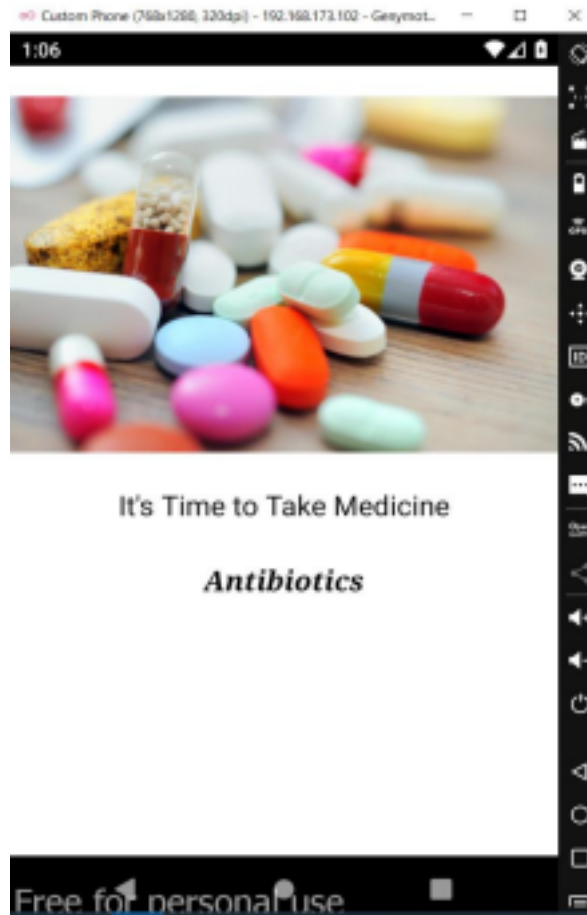 Custom Phone (768x1280, 320dpi) - 192.168.173.102 - Genymot...
1:06
It's Time to Take Medicine
Antibiotics
Free for personal use